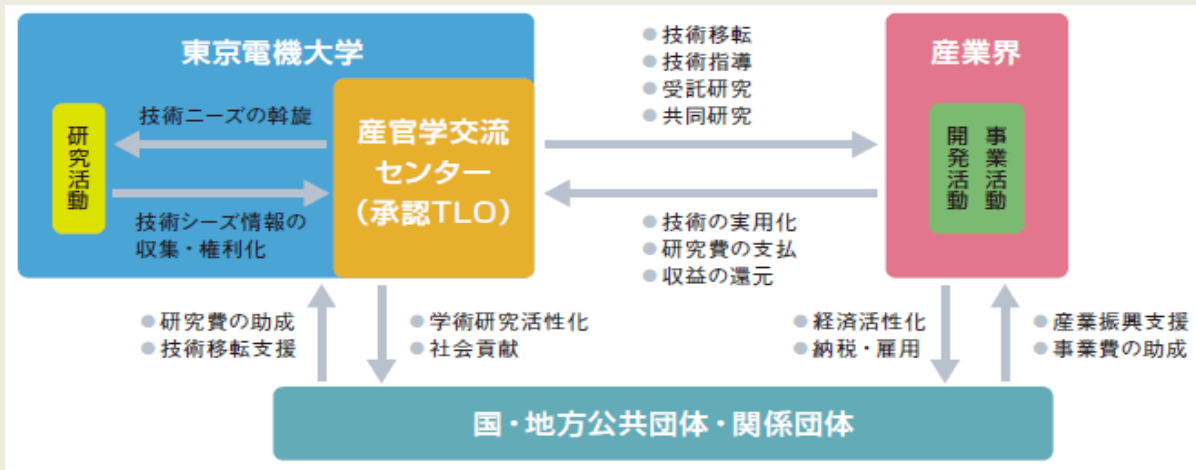 東京電機大学
技術ニーズの斡旋
研究活動
産官学交流
センター
（承認TLO）
技術シーズ情報の
収集・権利化
●技術移転
●技術指導
●受託研究
●共同研究
●技術の実用化
●研究費の支払
●収益の還元
産業界
事業活動
開発活動
●研究費の助成
●技術移転支援
●学術研究活性化
●社会貢献
●経済活性化
●納税・雇用
●産業振興支援
●事業費の助成
国・地方公共団体・関係団体